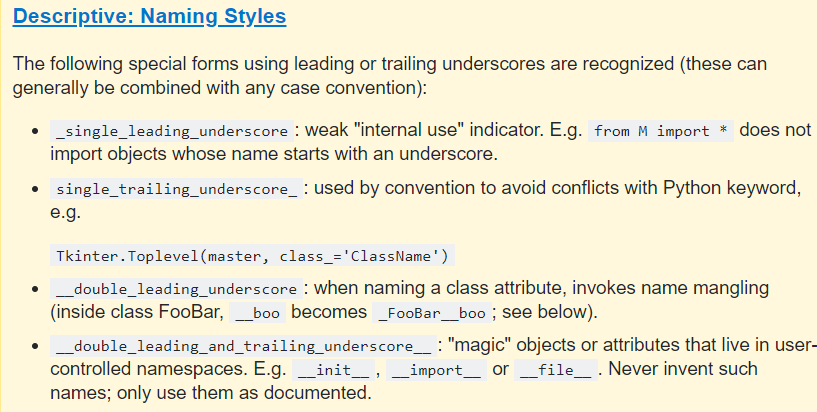 Descriptive: Naming Styles
The following special forms using leading or trailing underscores are recognized (these can
generally be combined with any case convention):
• _single_leading_underscore : weak "internal use" indicator. E.g. from M import * does not
import objects whose name starts with an underscore.
• single_trailing_underscore_ : used by convention to avoid conflicts with Python keyword,
e.g.
Tkinter.Toplevel(master, class_='ClassName')
• __double_leading_underscore : when naming a class attribute, invokes name mangling
(inside class FooBar, __boo becomes _FooBar__boo ; see below).
• __double_leading_and_trailing_underscore__ : "magic" objects or attributes that live in user-
controlled namespaces. E.g. __init__ , __import__ or __file__ . Never invent such
names; only use them as documented.